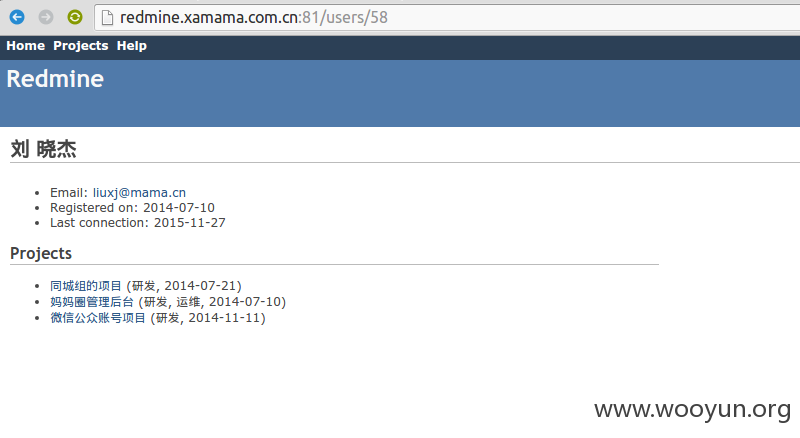 redmine.xamama.com.cn:81/users/58
Home Projects Help
Redmine
刘 晓杰
Email: liuxj@mama.cn
Registered on: 2014-07-10
Last connection: 2015-11-27
Projects
同城组的项目 (研发, 2014-07-21)
妈妈圈管理后台 (研发, 运维, 2014-07-10)
微信公众账号项目 (研发, 2014-11-11)
www.wooyun.org